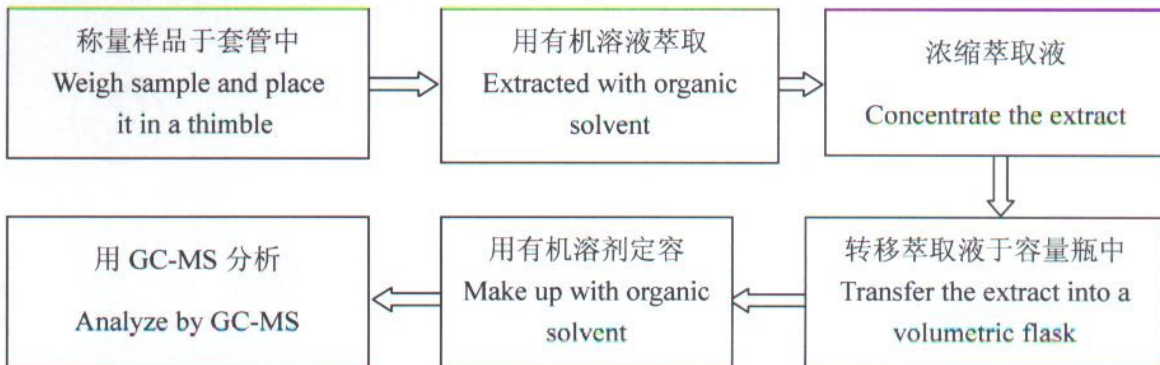 称量样品于套管中
Weigh sample and place
it in a thimble
用有机溶液萃取
Extracted with organic
solvent
浓缩萃取液
Concentrate the extract
转移萃取液于容量瓶中
Transfer the extract into a
volumetric flask
用有机溶剂定容
Make up with organic
solvent
用 GC-MS 分析
Analyze by GC-MS